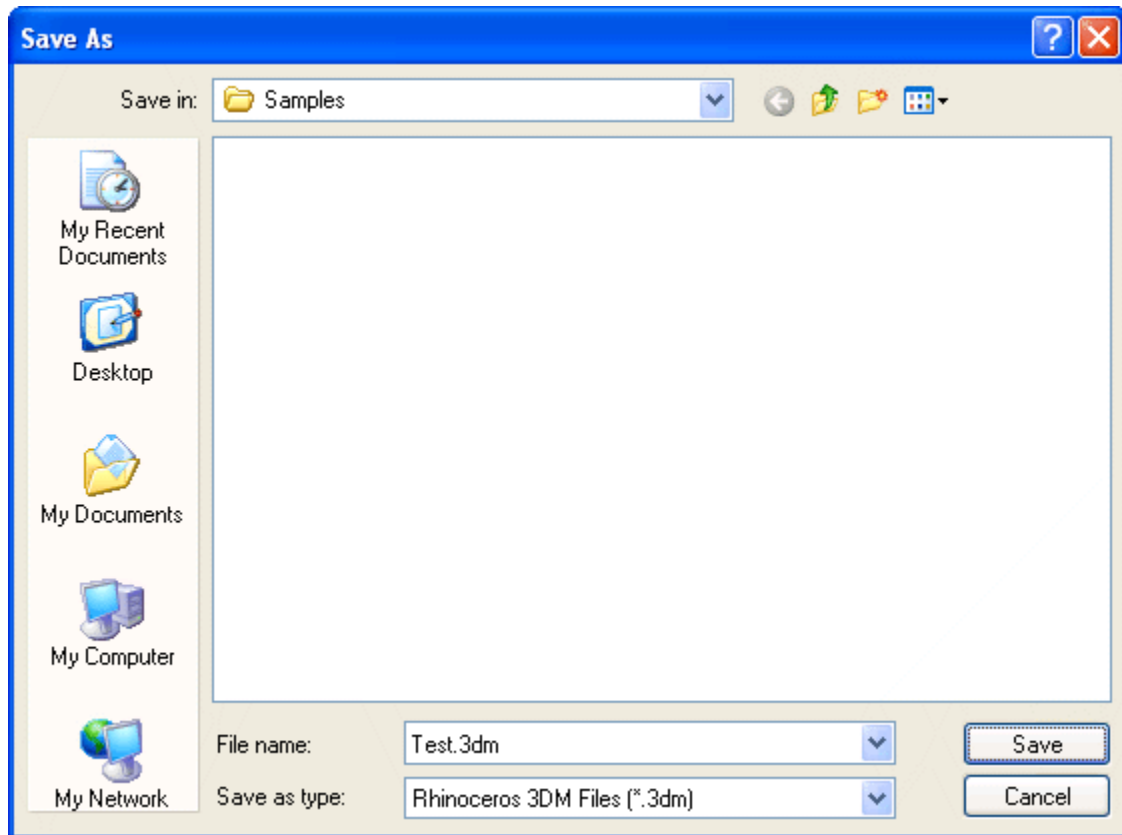 Save As
Save in: Samples
My Recent
Documents
Desktop
My Documents
My Computer
My Network
File name: Test.3dm Save
Save as type: Rhinoceros 3DM Files (*.3dm) Cancel